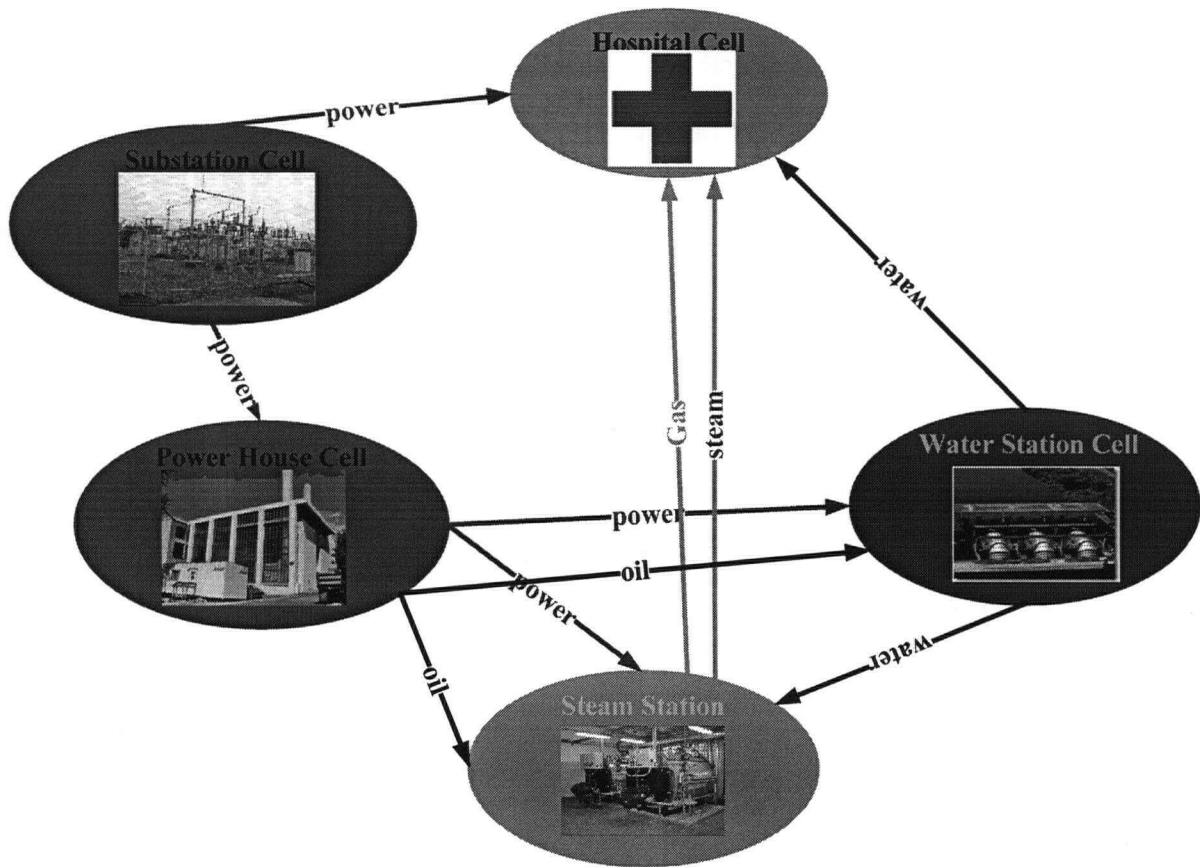 Hospital Cell
power
Substation Cell
water
power
Gas
steam
Power House Cell
Water Station Cell
power
oil
power
water
oil
Steam Station